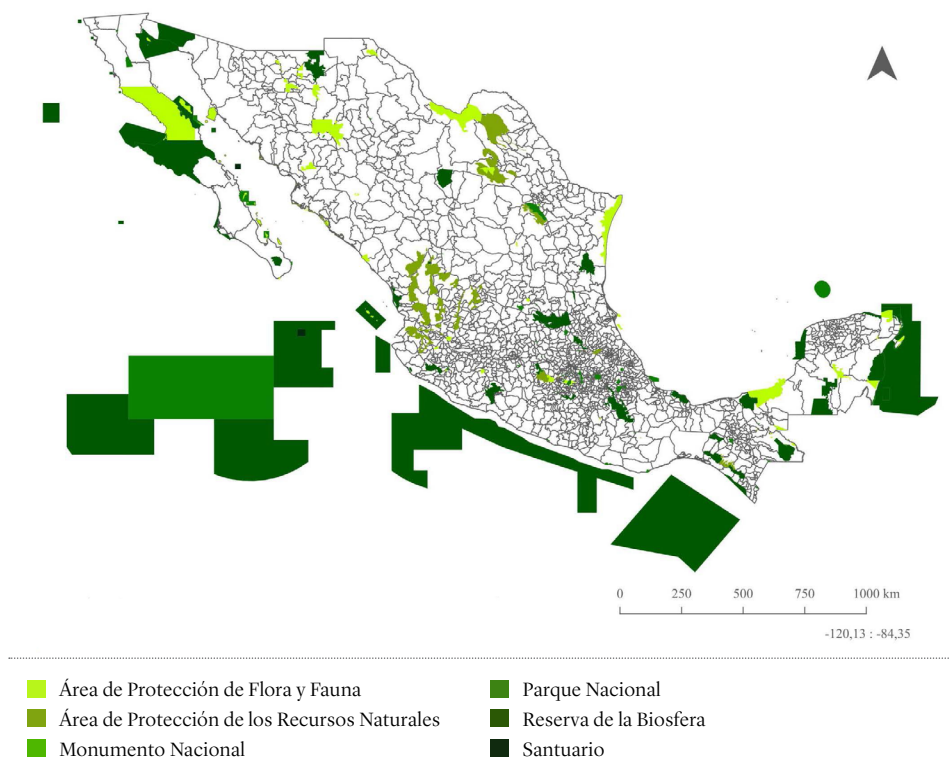 0 250 500 750 1000 km
-120,13 : -84,35
Área de Protección de Flora y Fauna
Área de Protección de los Recursos Naturales
Monumento Nacional
Parque Nacional
Reserva de la Biosfera
Santuario